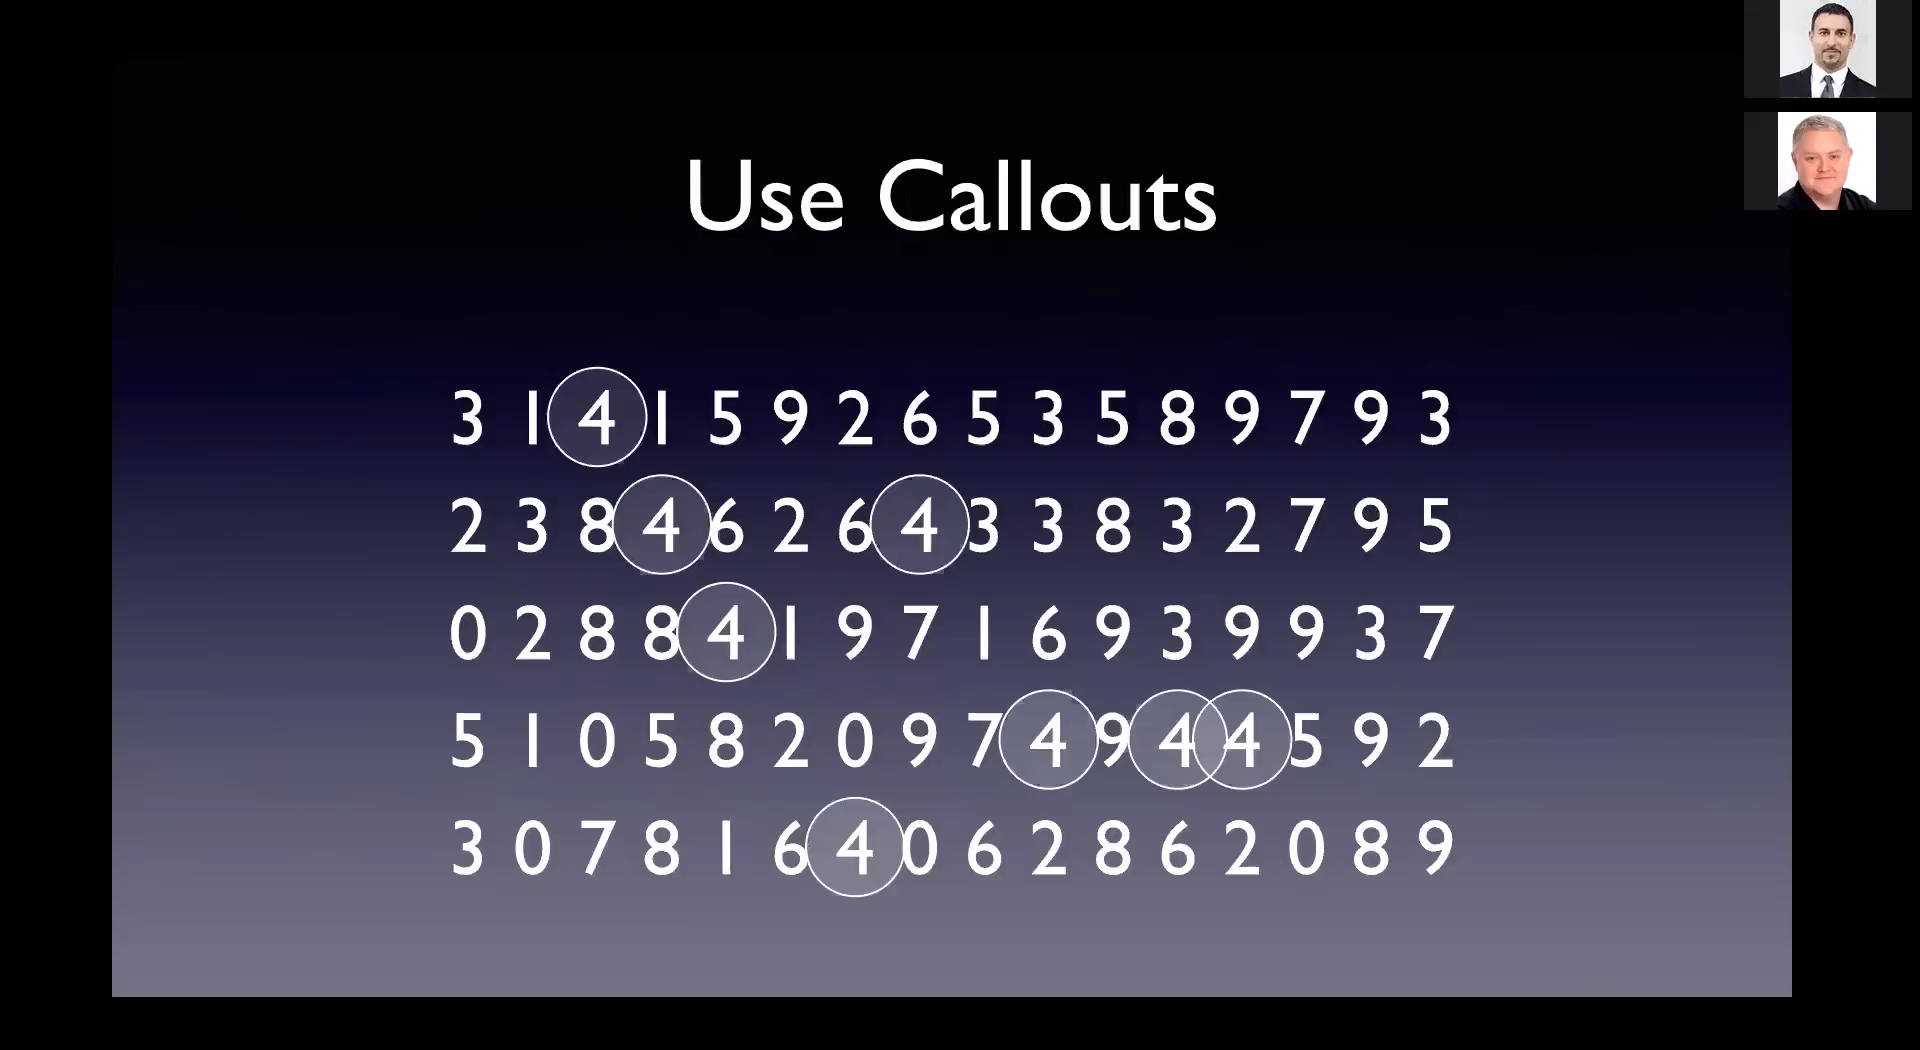 Use Callouts
3 1 4 1 5 9 2 6 5 3 5 8 9 7 9 3
2 3 8 4 6 2 6 4 3 3 8 3 2 7 9 5
0 2 8 8 4 1 9 7 1 6 9 3 9 9 3 7
5 1 0 5 8 2 0 9 7 4 9 4 4 5 9 2
3 0 7 8 1 6 4 0 6 2 8 6 2 0 8 9